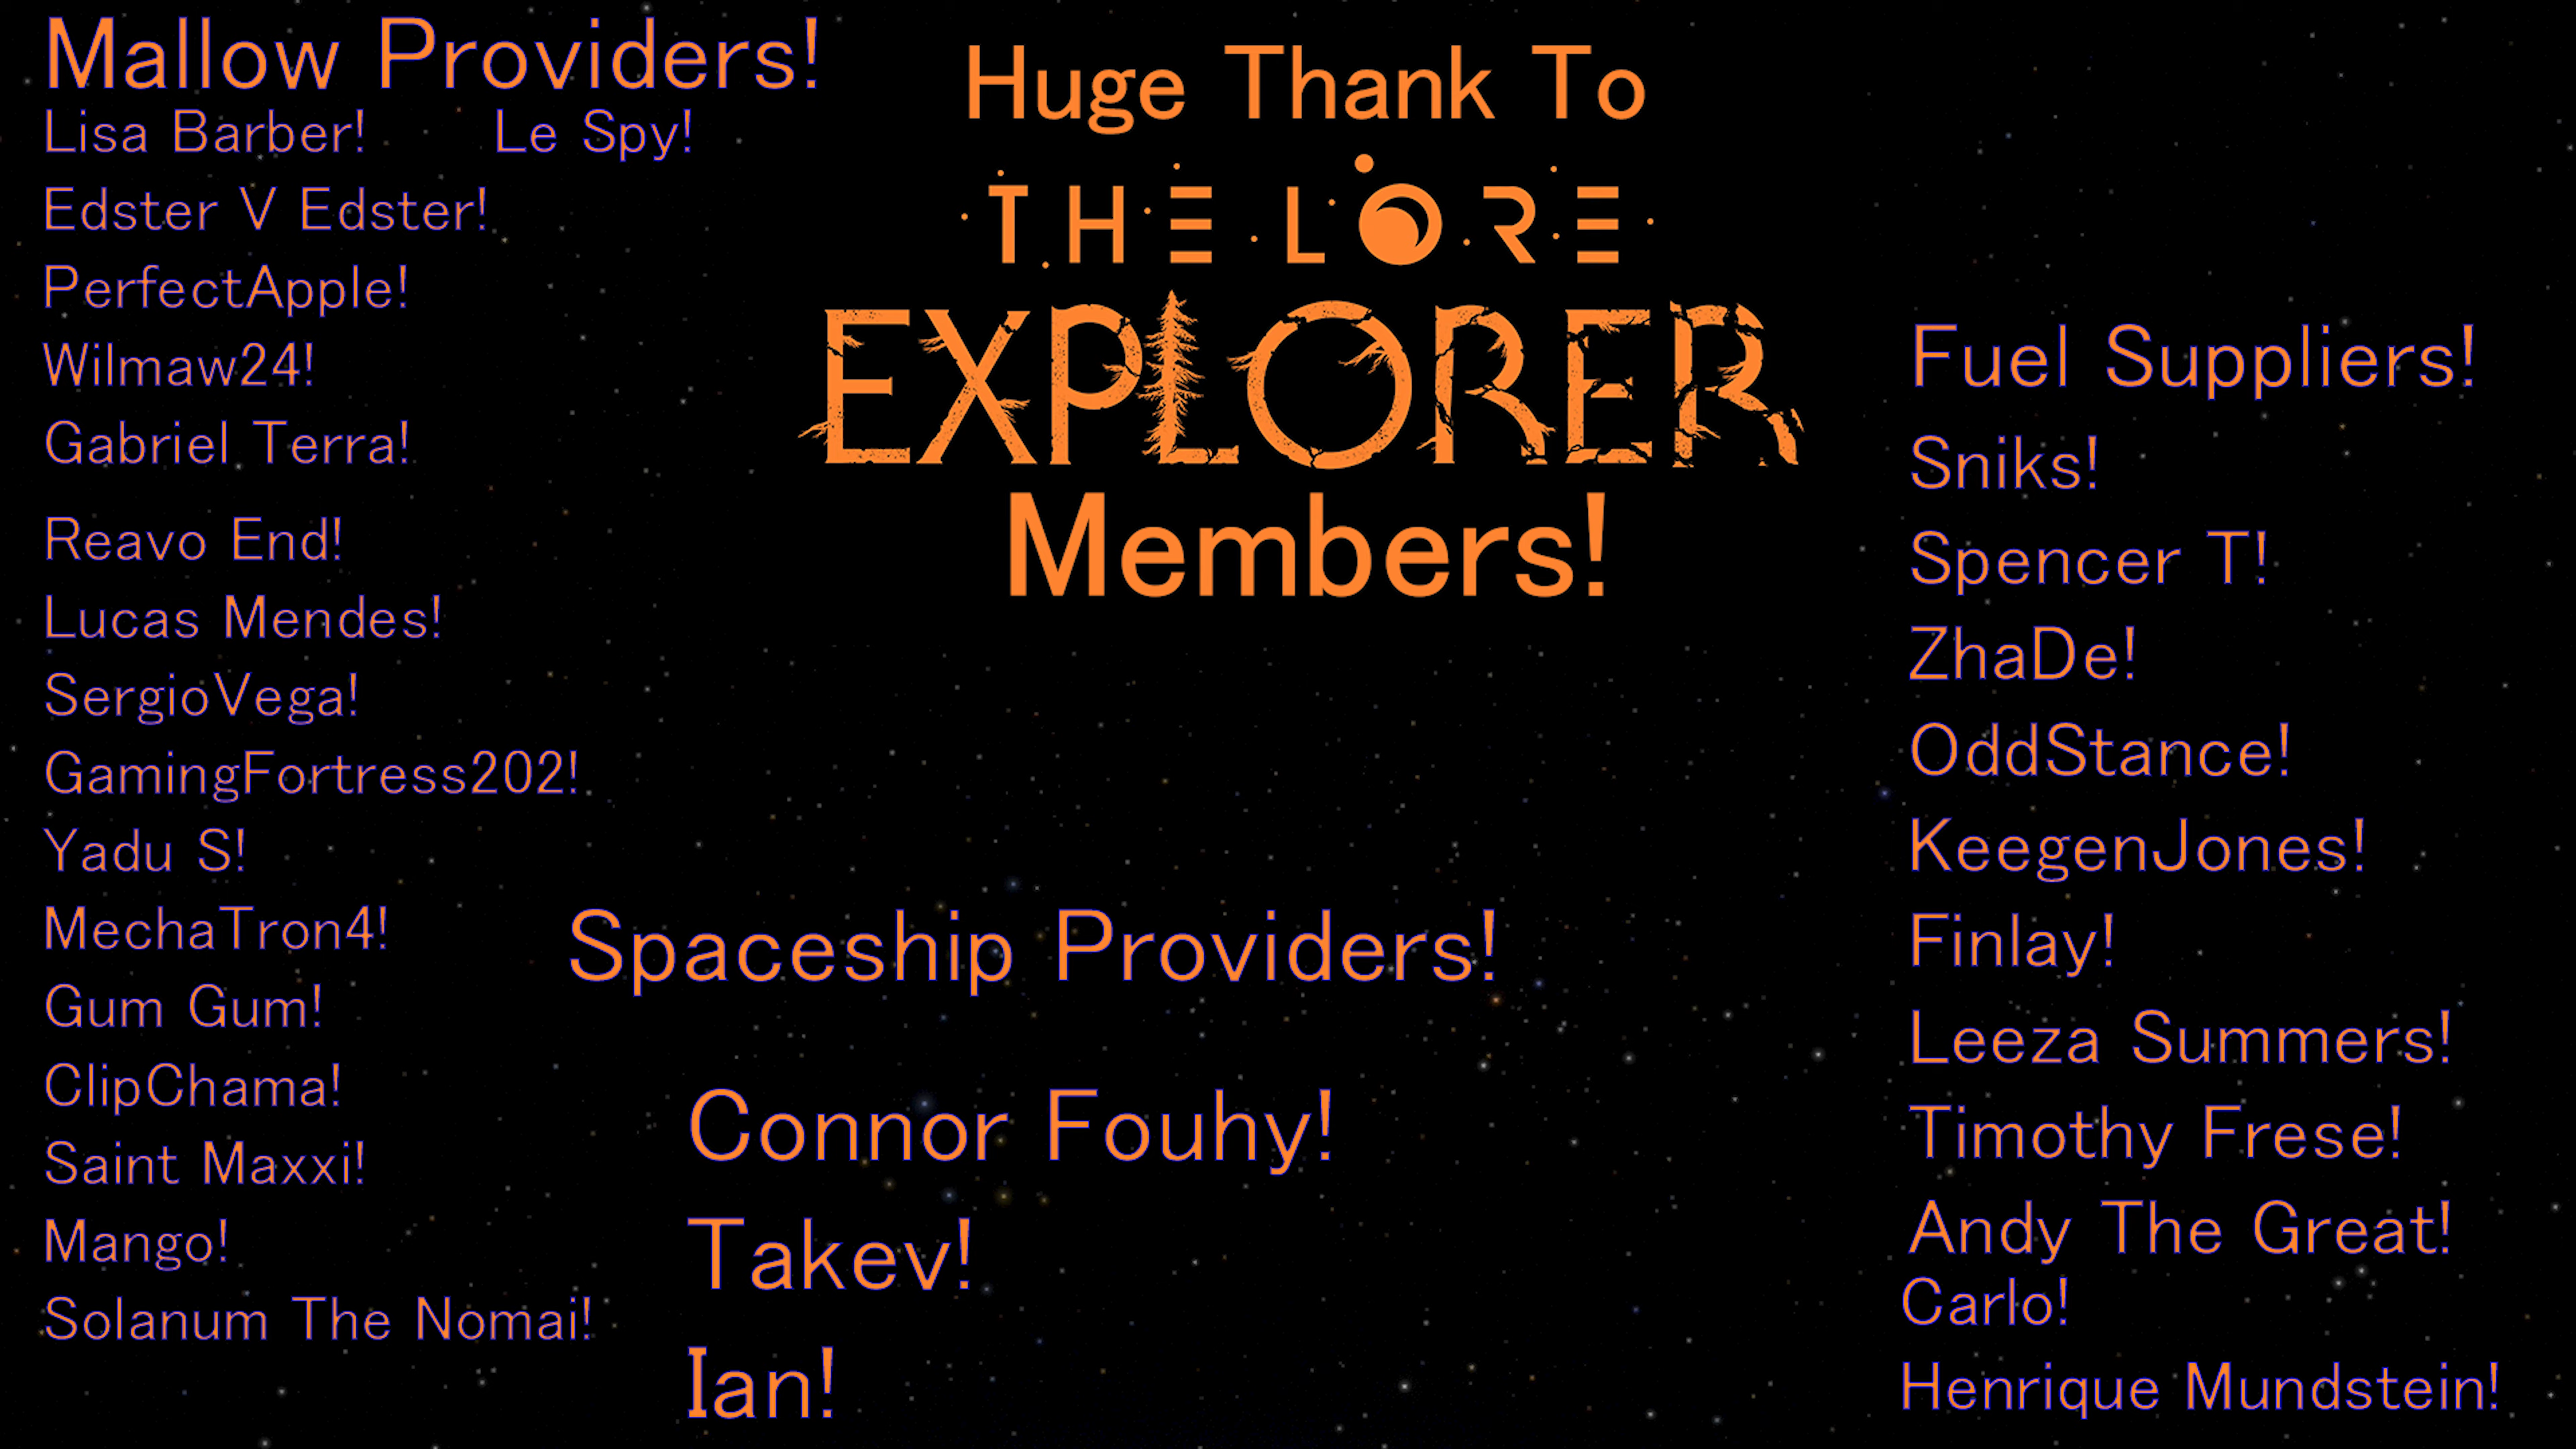 Mallow Providers!
Lisa Barber! Le Spy!
Edster V Edster!
PerfectApple!
Wilmaw24!
Gabriel Terra!
Reavo End!
Lucas Mendes!
SergioVega!
GamingFortress202!
Yadu S!
MechaTron4!
Gum Gum!
ClipChama!
Saint Maxxi!
Mango!
Solanum The Nomai!
Huge Thank To
THE LORE
EXPLORER
Members!
Spaceship Providers!
Connor Fouhy!
Takev!
Ian!
Fuel Suppliers!
Sniks!
Spencer T!
ZhaDe!
OddStance!
KeegenJones!
Finlay!
Leeza Summers!
Timothy Frese!
Andy The Great!
Carlo!
Henrique Mundstein!